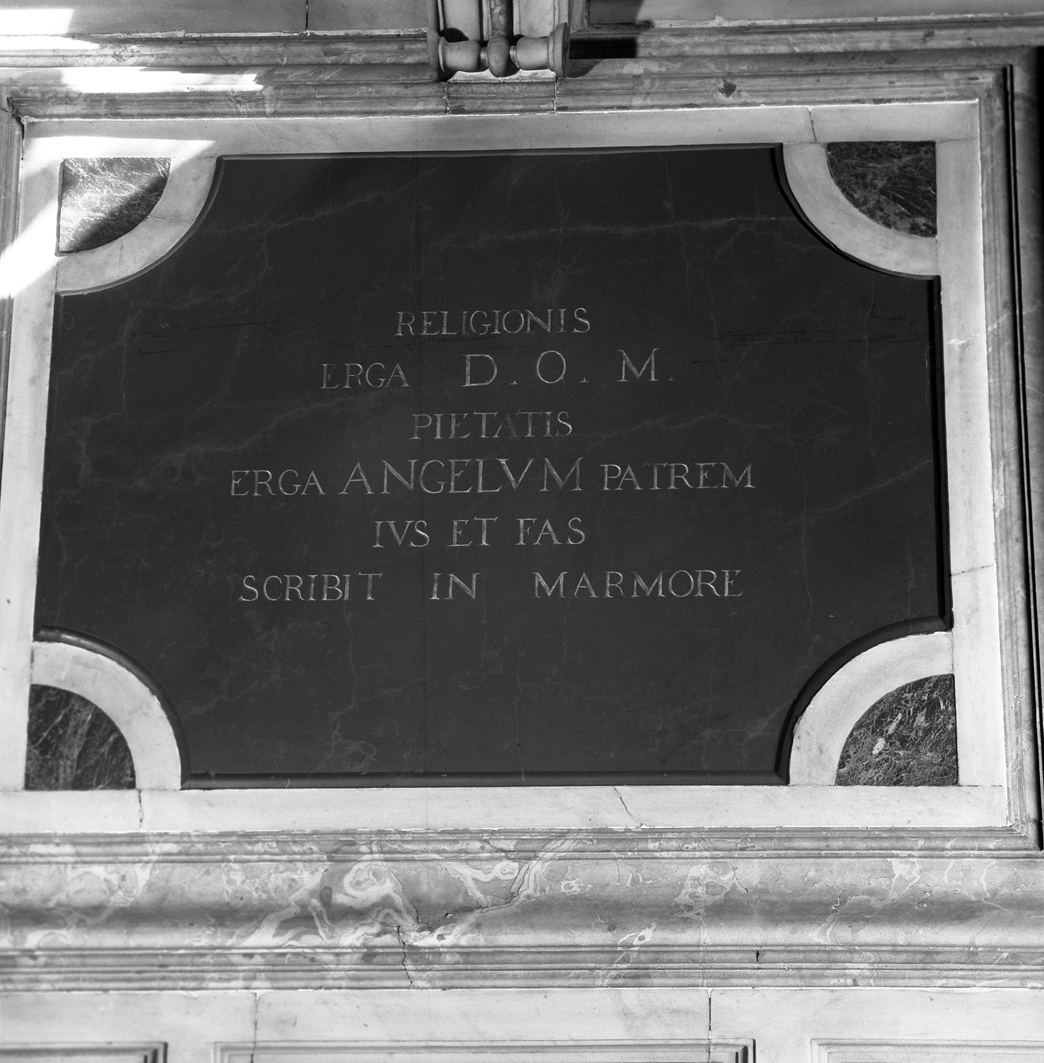 RELIGIONIS
ERGA D. O. M.
PIETATIS
ERGA ANGELVM PATREM
IVS ET FAS
SCRIBIT IN MARMORE